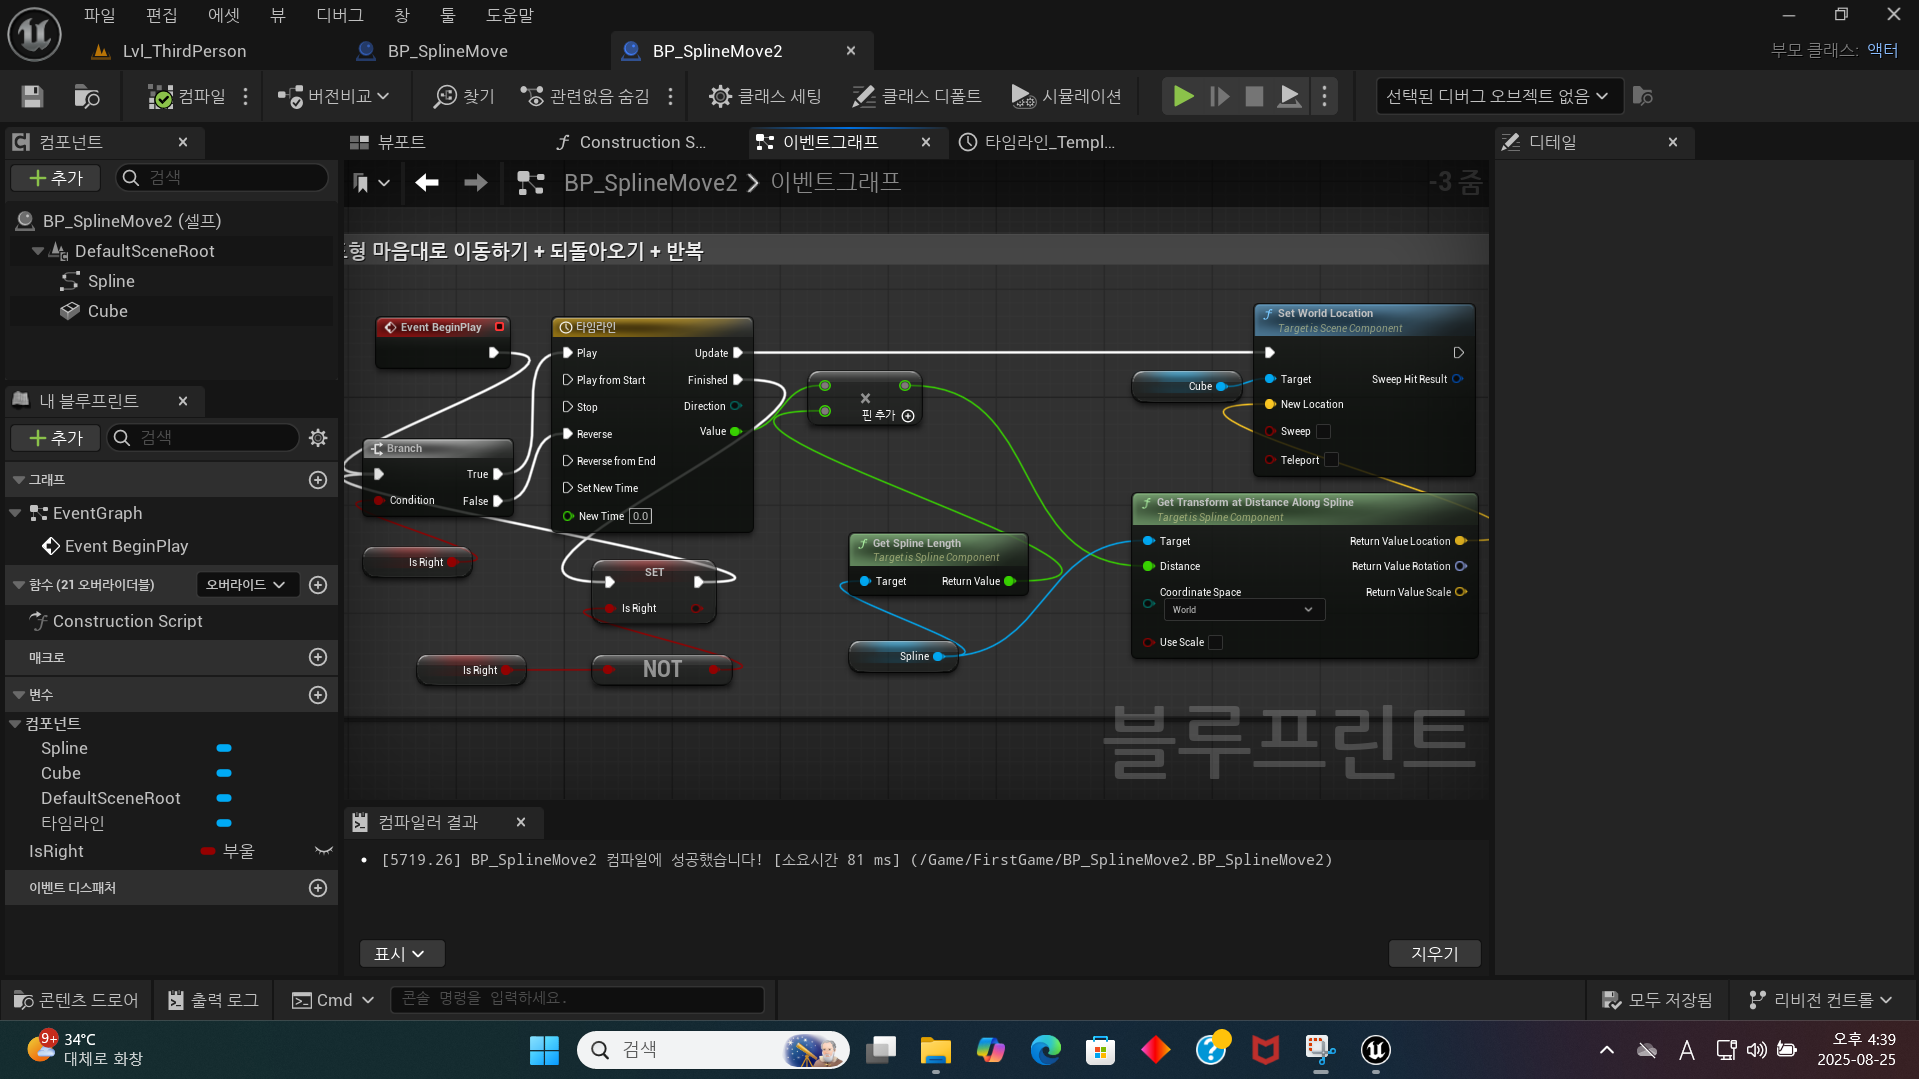 파일 편집 에셋 뷰 디버그 창 툴 도움말
Lvl_ThirdPerson BP_SplineMove BP_SplineMove2 부모 클래스: 액터
컴파일 버전비교 찾기 관련없음 숨김 클래스 세팅 클래스 디폴트 시뮬레이션 선택된 디버그 오브젝트 없음
컴포넌트
추가 검색
BP_SplineMove2 (셀프)
DefaultSceneRoot
Spline
Cube
내 블루프린트
추가 검색
그래프
EventGraph
Event BeginPlay
함수 (21 오버라이더블) 오버라이드
Construction Script
매크로
변수
컴포넌트
Spline
Cube
DefaultSceneRoot
타임라인
IsRight 부울
이벤트 디스패처
뷰포트 Construction S... 이벤트그래프 타임라인_Templ...
BP_SplineMove2 이벤트그래프 -3 줌
형 마음대로 이동하기 + 되돌아오기 + 반복
Event BeginPlay
Branch
True
Condition False
Is Right
타임라인
Play Update
Play from Start Finished
Stop Direction
Reverse Value
Reverse from End
Set New Time
New Time 0.0
SET
Is Right
Is Right
NOT
핀 추가
Get Spline Length
Target is Spline Component
Target Return Value
Spline
Cube
Set World Location
Target is Scene Component
Target Sweep Hit Result
New Location
Sweep
Teleport
Get Transform at Distance Along Spline
Target is Spline Component
Target Return Value Location
Distance Return Value Rotation
Coordinate Space Return Value Scale
World
Use Scale
블루프린트
컴파일러 결과
[5719.26] BP_SplineMove2 컴파일에 성공했습니다! [소요시간 81 ms] (/Game/FirstGame/BP_SplineMove2.BP_SplineMove2)
표시 지우기
디테일
콘텐츠 드로어 출력 로그 Cmd 콘솔 명령을 입력하세요. 모두 저장됨 리비전 컨트롤
9+ 34°C
대체로 화창
검색
A
오후 4:39
2025-08-25